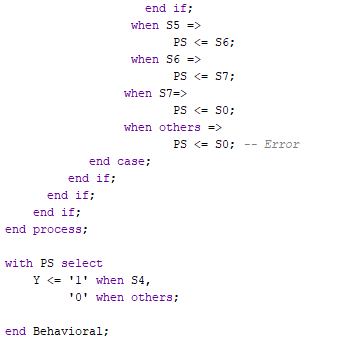 end if;
when S5 =>
PS <= S6;
when S6 =>
PS <= S7;
when S7=>
PS <= S0;
when others =>
PS <= S0; -- Error
end case;
end if;
end if;
end if;
end process;
with PS select
Y <= '1' when S4,
'0' when others;
end Behavioral;